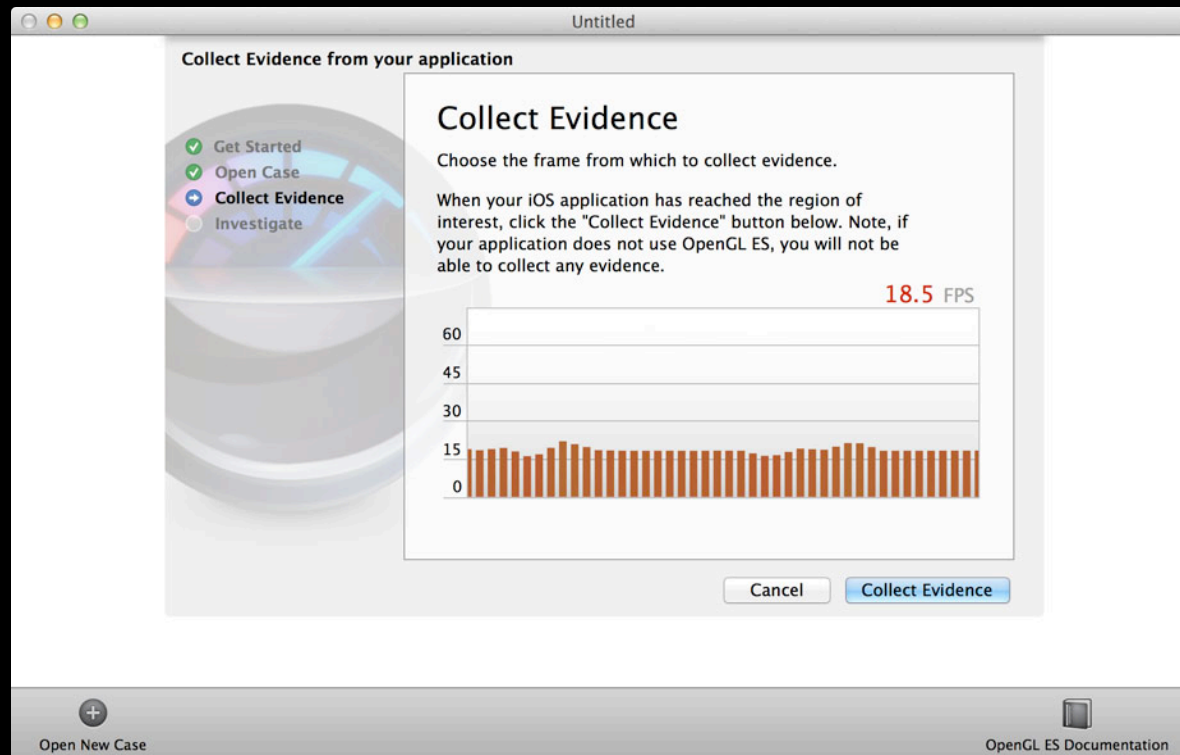 Untitled
Collect Evidence from your application
Get Started
Open Case
Collect Evidence
Investigate
Collect Evidence
Choose the frame from which to collect evidence.
When your iOS application has reached the region of
interest, click the "Collect Evidence" button below. Note, if
your application does not use OpenGL ES, you will not be
able to collect any evidence.
18.5 FPS
60
45
30
15
0
Cancel
Collect Evidence
Open New Case
OpenGL ES Documentation